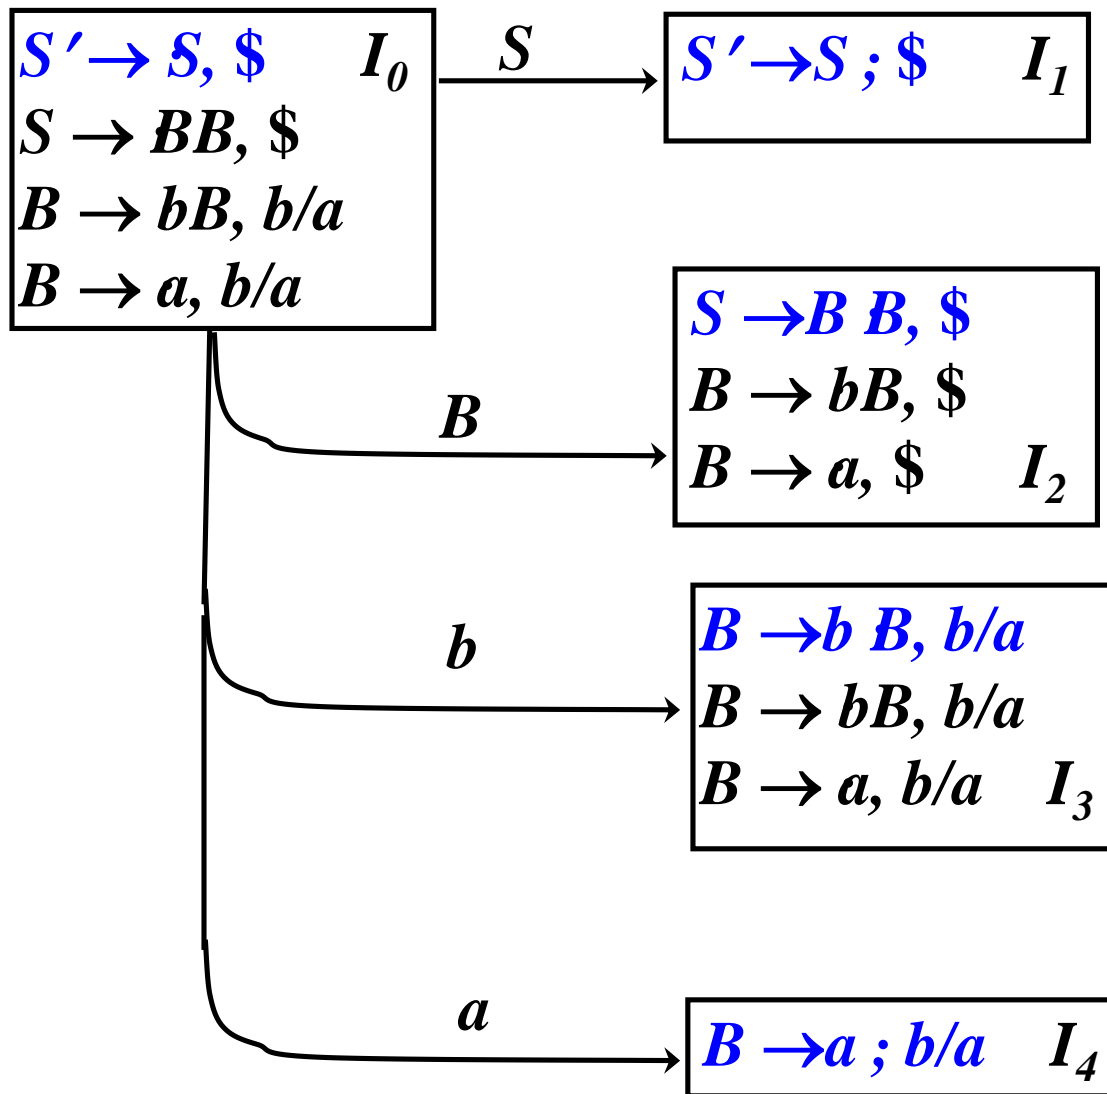 S′ → ·S, $ I₀
S → ·BB, $
B → ·bB, b/a
B → ·a, b/a
S
S′ → S·, $ I₁
B
S → B·B, $
B → ·bB, $
B → ·a, $ I₂
b
B → b·B, b/a
B → ·bB, b/a
B → ·a, b/a I₃
a
B → a·, b/a I₄